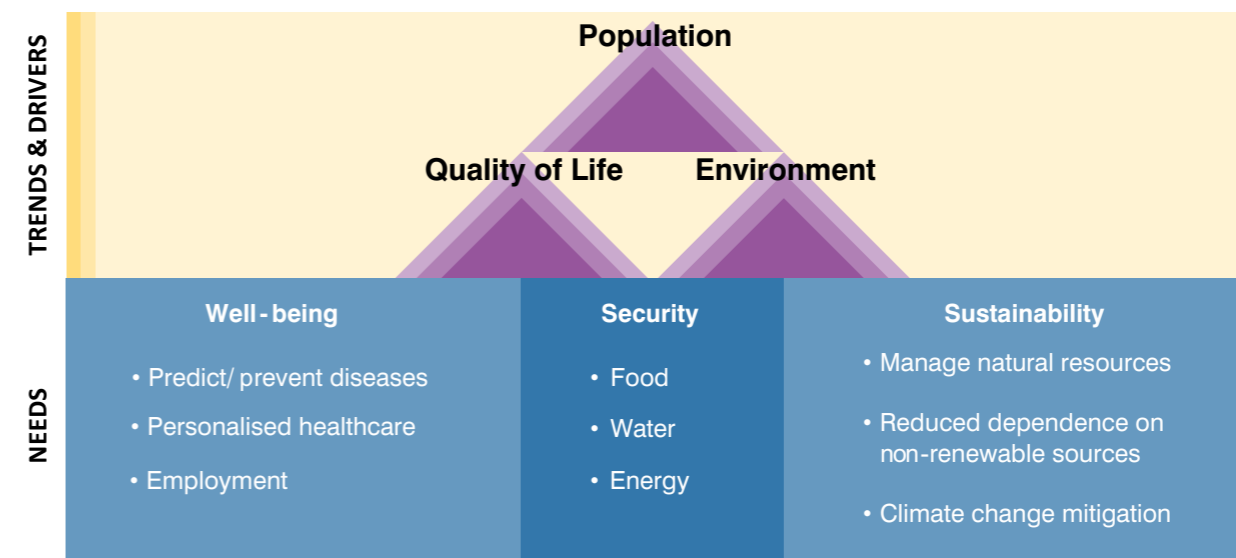 TRENDS & DRIVERS
Population
Quality of Life
Environment
NEEDS
Well-being
• Predict/ prevent diseases
• Personalised healthcare
• Employment
Security
• Food
• Water
• Energy
Sustainability
• Manage natural resources
• Reduced dependence on
non-renewable sources
• Climate change mitigation